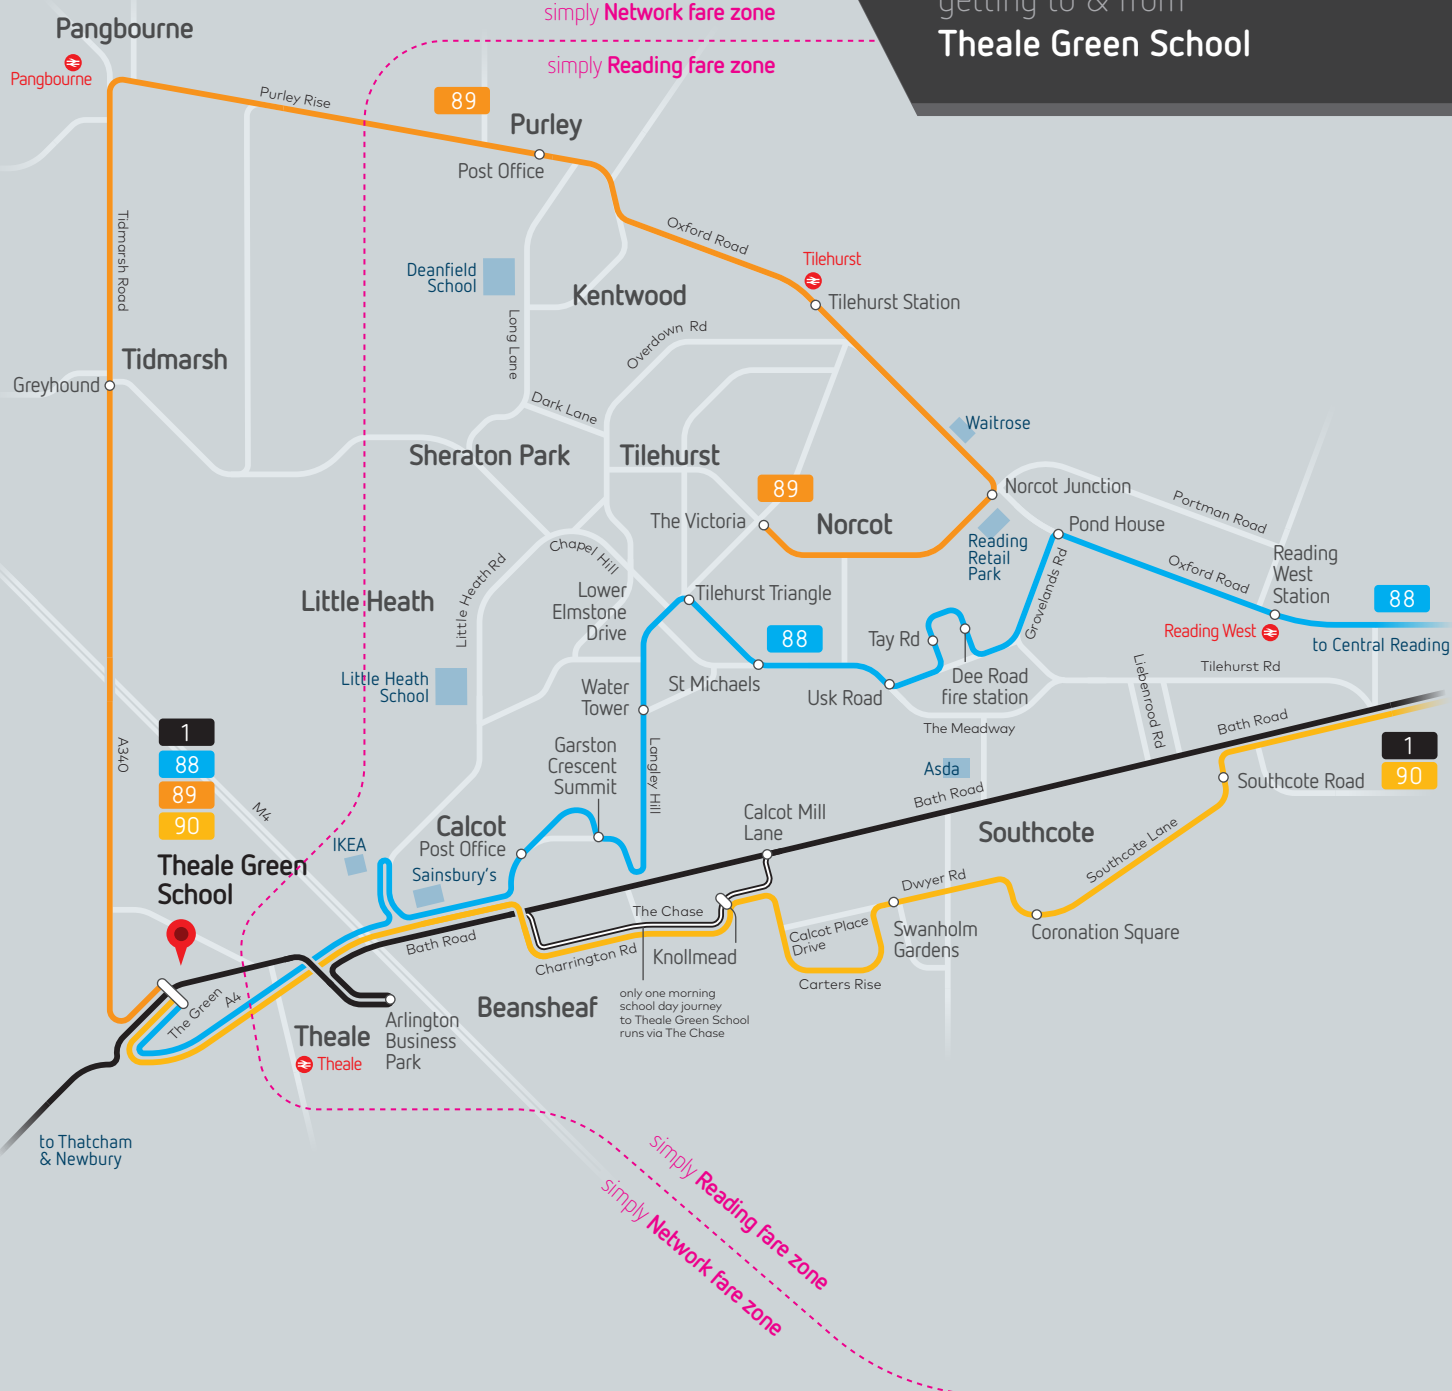 simply Network fare zone
simply Reading fare zone
getting to & from
Theale Green School
Pangbourne
Pangbourne
Purley Rise
89
Purley
Post Office
Tidmarsh Road
Oxford Road
Deanfield
School
Tilehurst
Tilehurst Station
Kentwood
Long Lane
Overdown Rd
Tidmarsh
Greyhound
Dark Lane
Waitrose
Sheraton Park
Tilehurst
89
Norcot Junction
The Victoria
Norcot
Portman Road
Pond House
Reading
Retail
Park
Reading
West
Station
Oxford Road
Chapel Hill
Little Heath Rd
Little Heath
Lower
Elmstone
Drive
Tilehurst Triangle
Grovelands Rd
88
Reading West
to Central Reading
88
Tay Rd
Dee Road
fire station
Little Heath
School
Water
Tower
St Michaels
Usk Road
Tilehurst Rd
Liebenrood Rd
The Meadway
Bath Road
1
88
89
90
A340
M4
Garston
Crescent
Summit
Langley Hill
Asda
Southcote Road
1
90
Bath Road
Calcot Mill
Lane
Southcote
Calcot
Post Office
IKEA
Sainsbury's
Theale Green
School
Southcote Lane
Dwyer Rd
The Chase
Calcot Place
Drive
Swanholm
Gardens
Coronation Square
Bath Road
Charrington Rd
Knollmead
Carters Rise
only one morning
school day journey
to Theale Green School
runs via The Chase
Beansheaf
The Green
A4
Theale
Theale
Arlington
Business
Park
to Thatcham
& Newbury
simply Reading fare zone
simply Network fare zone